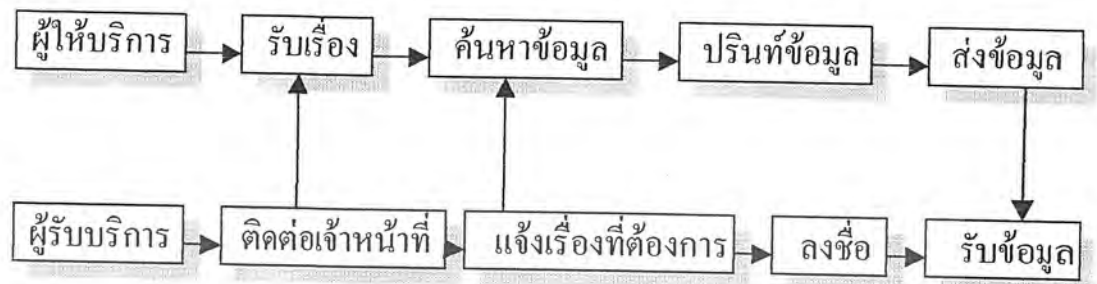 ผู้ให้บริการ รับเรื่อง ค้นหาข้อมูล ปรินท์ข้อมูล ส่งข้อมูล
ผู้รับบริการ ติดต่อเจ้าหน้าที่ แจ้งเรื่องที่ต้องการ ลงชื่อ รับข้อมูล